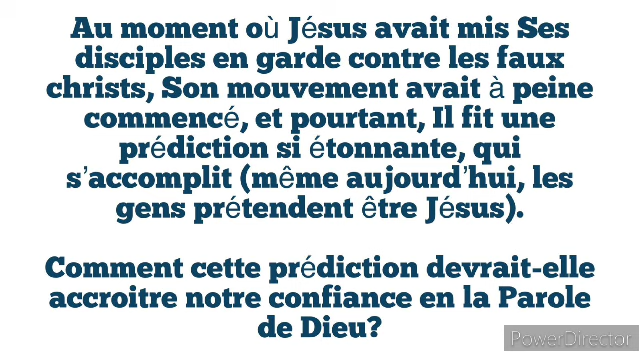 Au moment où Jésus avait mis Ses
disciples en garde contre les faux
christs, Son mouvement avait à peine
commencé, et pourtant, Il fit une
prédiction si étonnante, qui
s'accomplit (même aujourd'hui, les
gens prétendent être Jésus).
Comment cette prédiction devrait-elle
accroitre notre confiance en la Parole
de Dieu?
PowerDirector